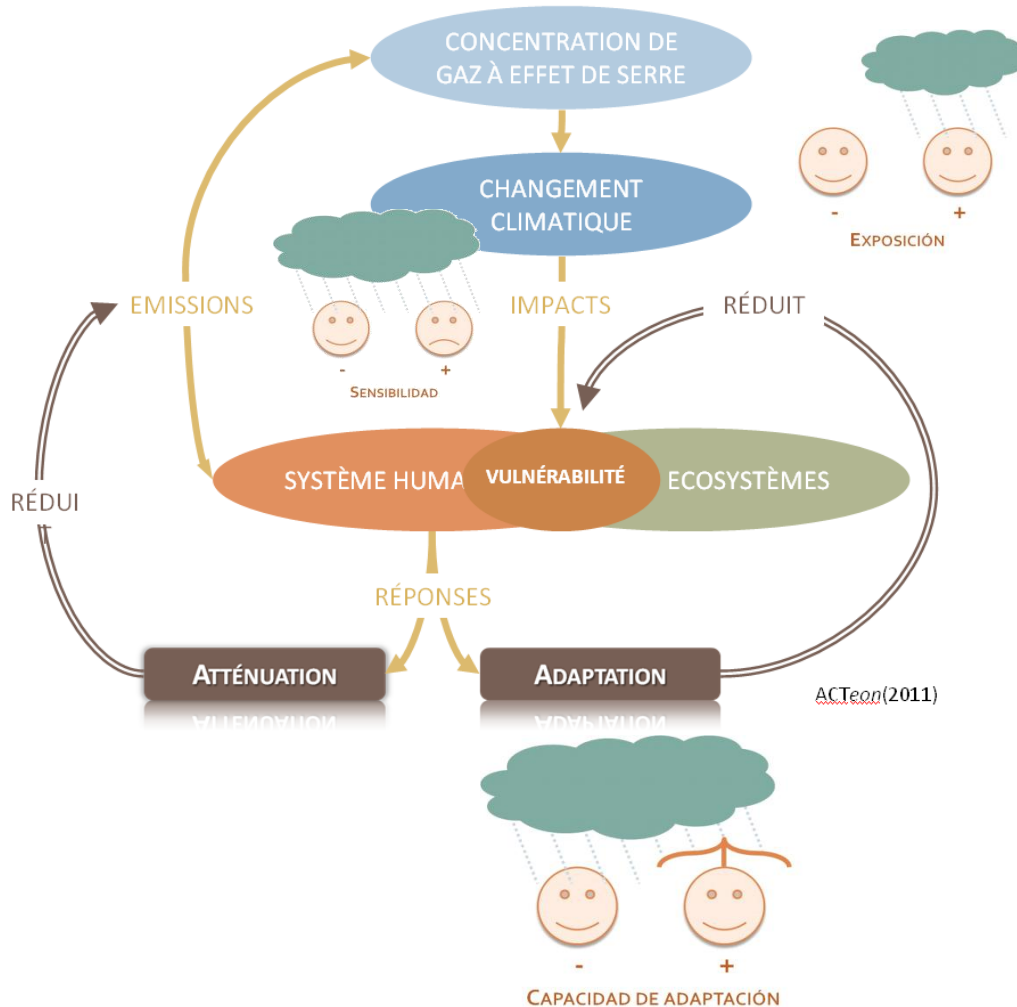 CONCENTRATION DE
GAZ À EFFET DE SERRE
CHANGEMENT
CLIMATIQUE
- +
EXPOSICIÓN
EMISSIONS
IMPACTS
RÉDUIT
- +
SENSIBILIDAD
SYSTÈME HUMA
VULNÉRABILITÉ
ECOSYSTÈMES
RÉDUI
RÉPONSES
ATTÉNUATION
ADAPTATION
ACTeon(2011)
- +
CAPACIDAD DE ADAPTACIÓN